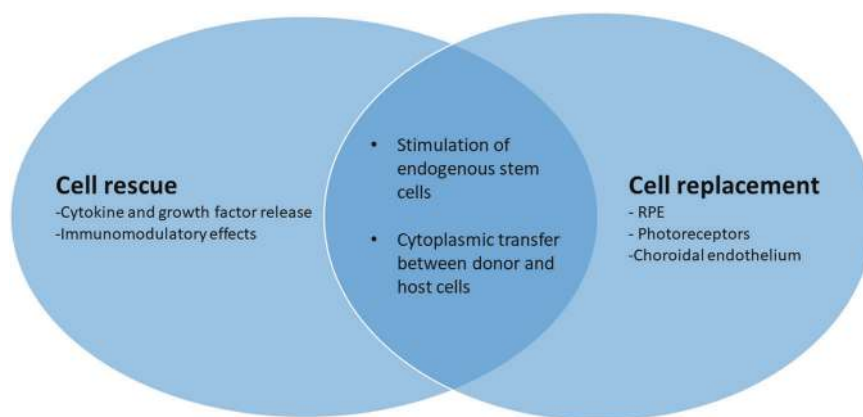 Cell rescue
-Cytokine and growth factor release
-Immunomodulatory effects
• Stimulation of
endogenous stem
cells
• Cytoplasmic transfer
between donor and
host cells
Cell replacement
- RPE
- Photoreceptors
-Choroidal endothelium